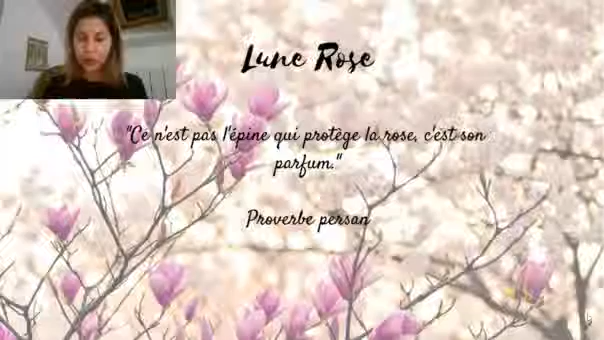 Lune Rose
"Ce n'est pas l'épine qui protège la rose, c'est son
parfum."
Proverbe persan